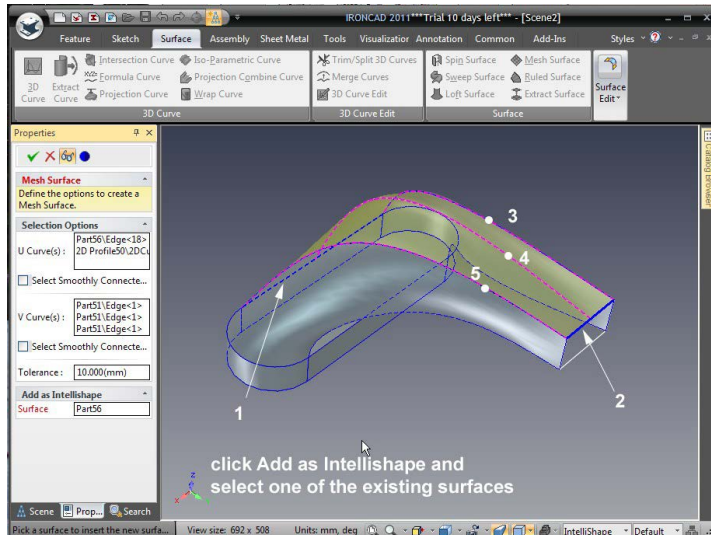 IRONCAD 2011***Trial 10 days left*** - [Scene2]
Feature Sketch Surface Assembly Sheet Metal Tools Visualization Annotation Common Add-Ins Styles
3D Curve
Extract Curve
Intersection Curve
Formula Curve
Projection Curve
Iso-Parametric Curve
Projection Combine Curve
Wrap Curve
Trim/Split 3D Curves
Merge Curves
3D Curve Edit
Spin Surface
Sweep Surface
Loft Surface
Mesh Surface
Ruled Surface
Extract Surface
Surface Edit
3D Curve
3D Curve Edit
Surface
Properties
Mesh Surface
Define the options to create a
Mesh Surface.
Selection Options
U Curve(s) :
Part56\Edge<18>
2D Profile50\2DCu
Select Smoothly Connecte...
V Curve(s) :
Part51\Edge<1>
Part51\Edge<1>
Part51\Edge<1>
Select Smoothly Connecte...
Tolerance : 10.000(mm)
Add as Intellishape
Surface Part56
Scene Prop... Search
3
4
5
1
2
click Add as Intellishape and
select one of the existing surfaces
z
x
Catalog Browser
Pick a surface to insert the new surfa... View size: 692 x 508 Units: mm, deg IntelliShape Default